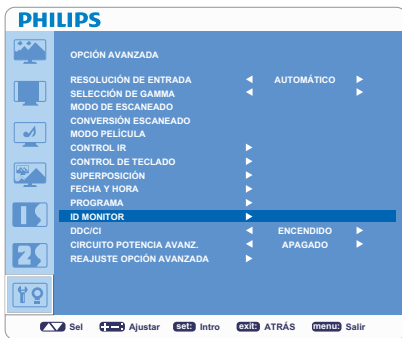 PHILIPS
OPCIÓN AVANZADA
RESOLUCIÓN DE ENTRADA AUTOMÁTICO
SELECCIÓN DE GAMMA
MODO DE ESCANEADO
CONVERSIÓN ESCANEADO
MODO PELÍCULA
CONTROL IR
CONTROL DE TECLADO
SUPERPOSICIÓN
FECHA Y HORA
PROGRAMA
ID MONITOR
DDC/CI ENCENDIDO
CIRCUITO POTENCIA AVANZ. APAGADO
REAJUSTE OPCIÓN AVANZADA
Sel Ajustar set: Intro exit: ATRÁS menu: Salir